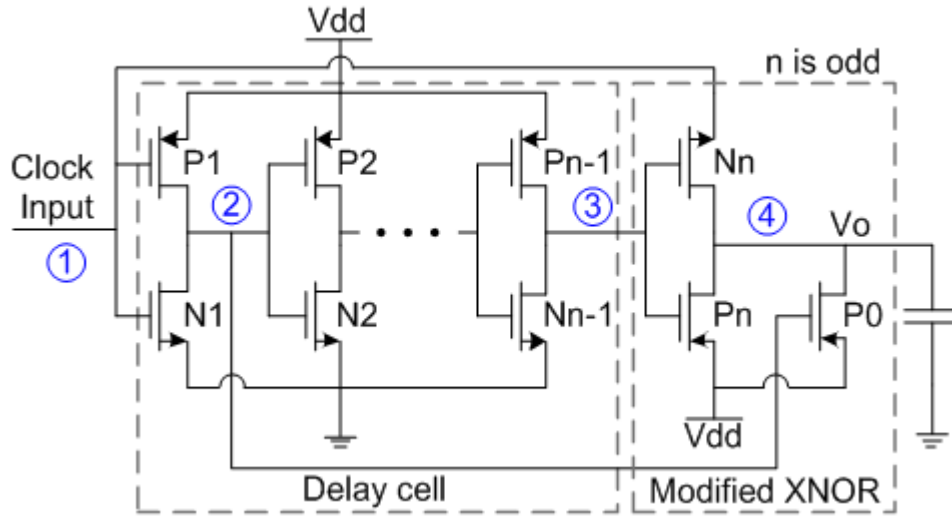 Vdd
n is odd
P1
P2
Pn-1
Nn
Clock
Input
②
③
④
Vo
①
N1
N2
Nn-1
Pn
P0
Vdd
Delay cell
Modified XNOR